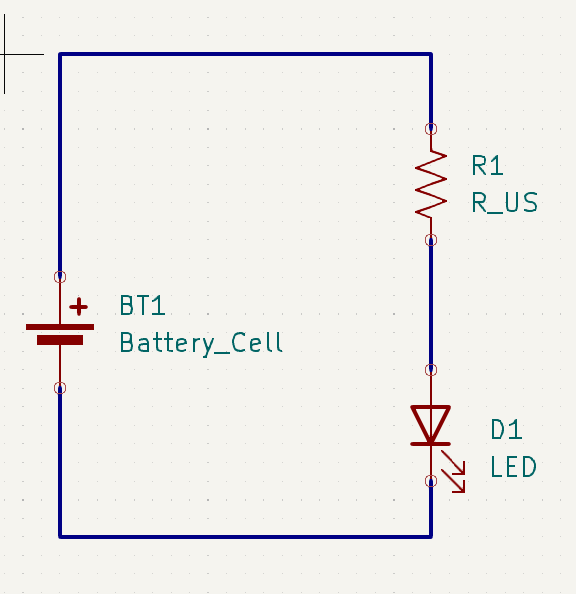 R1
R_US
+
BT1
Battery_Cell
D1
LED